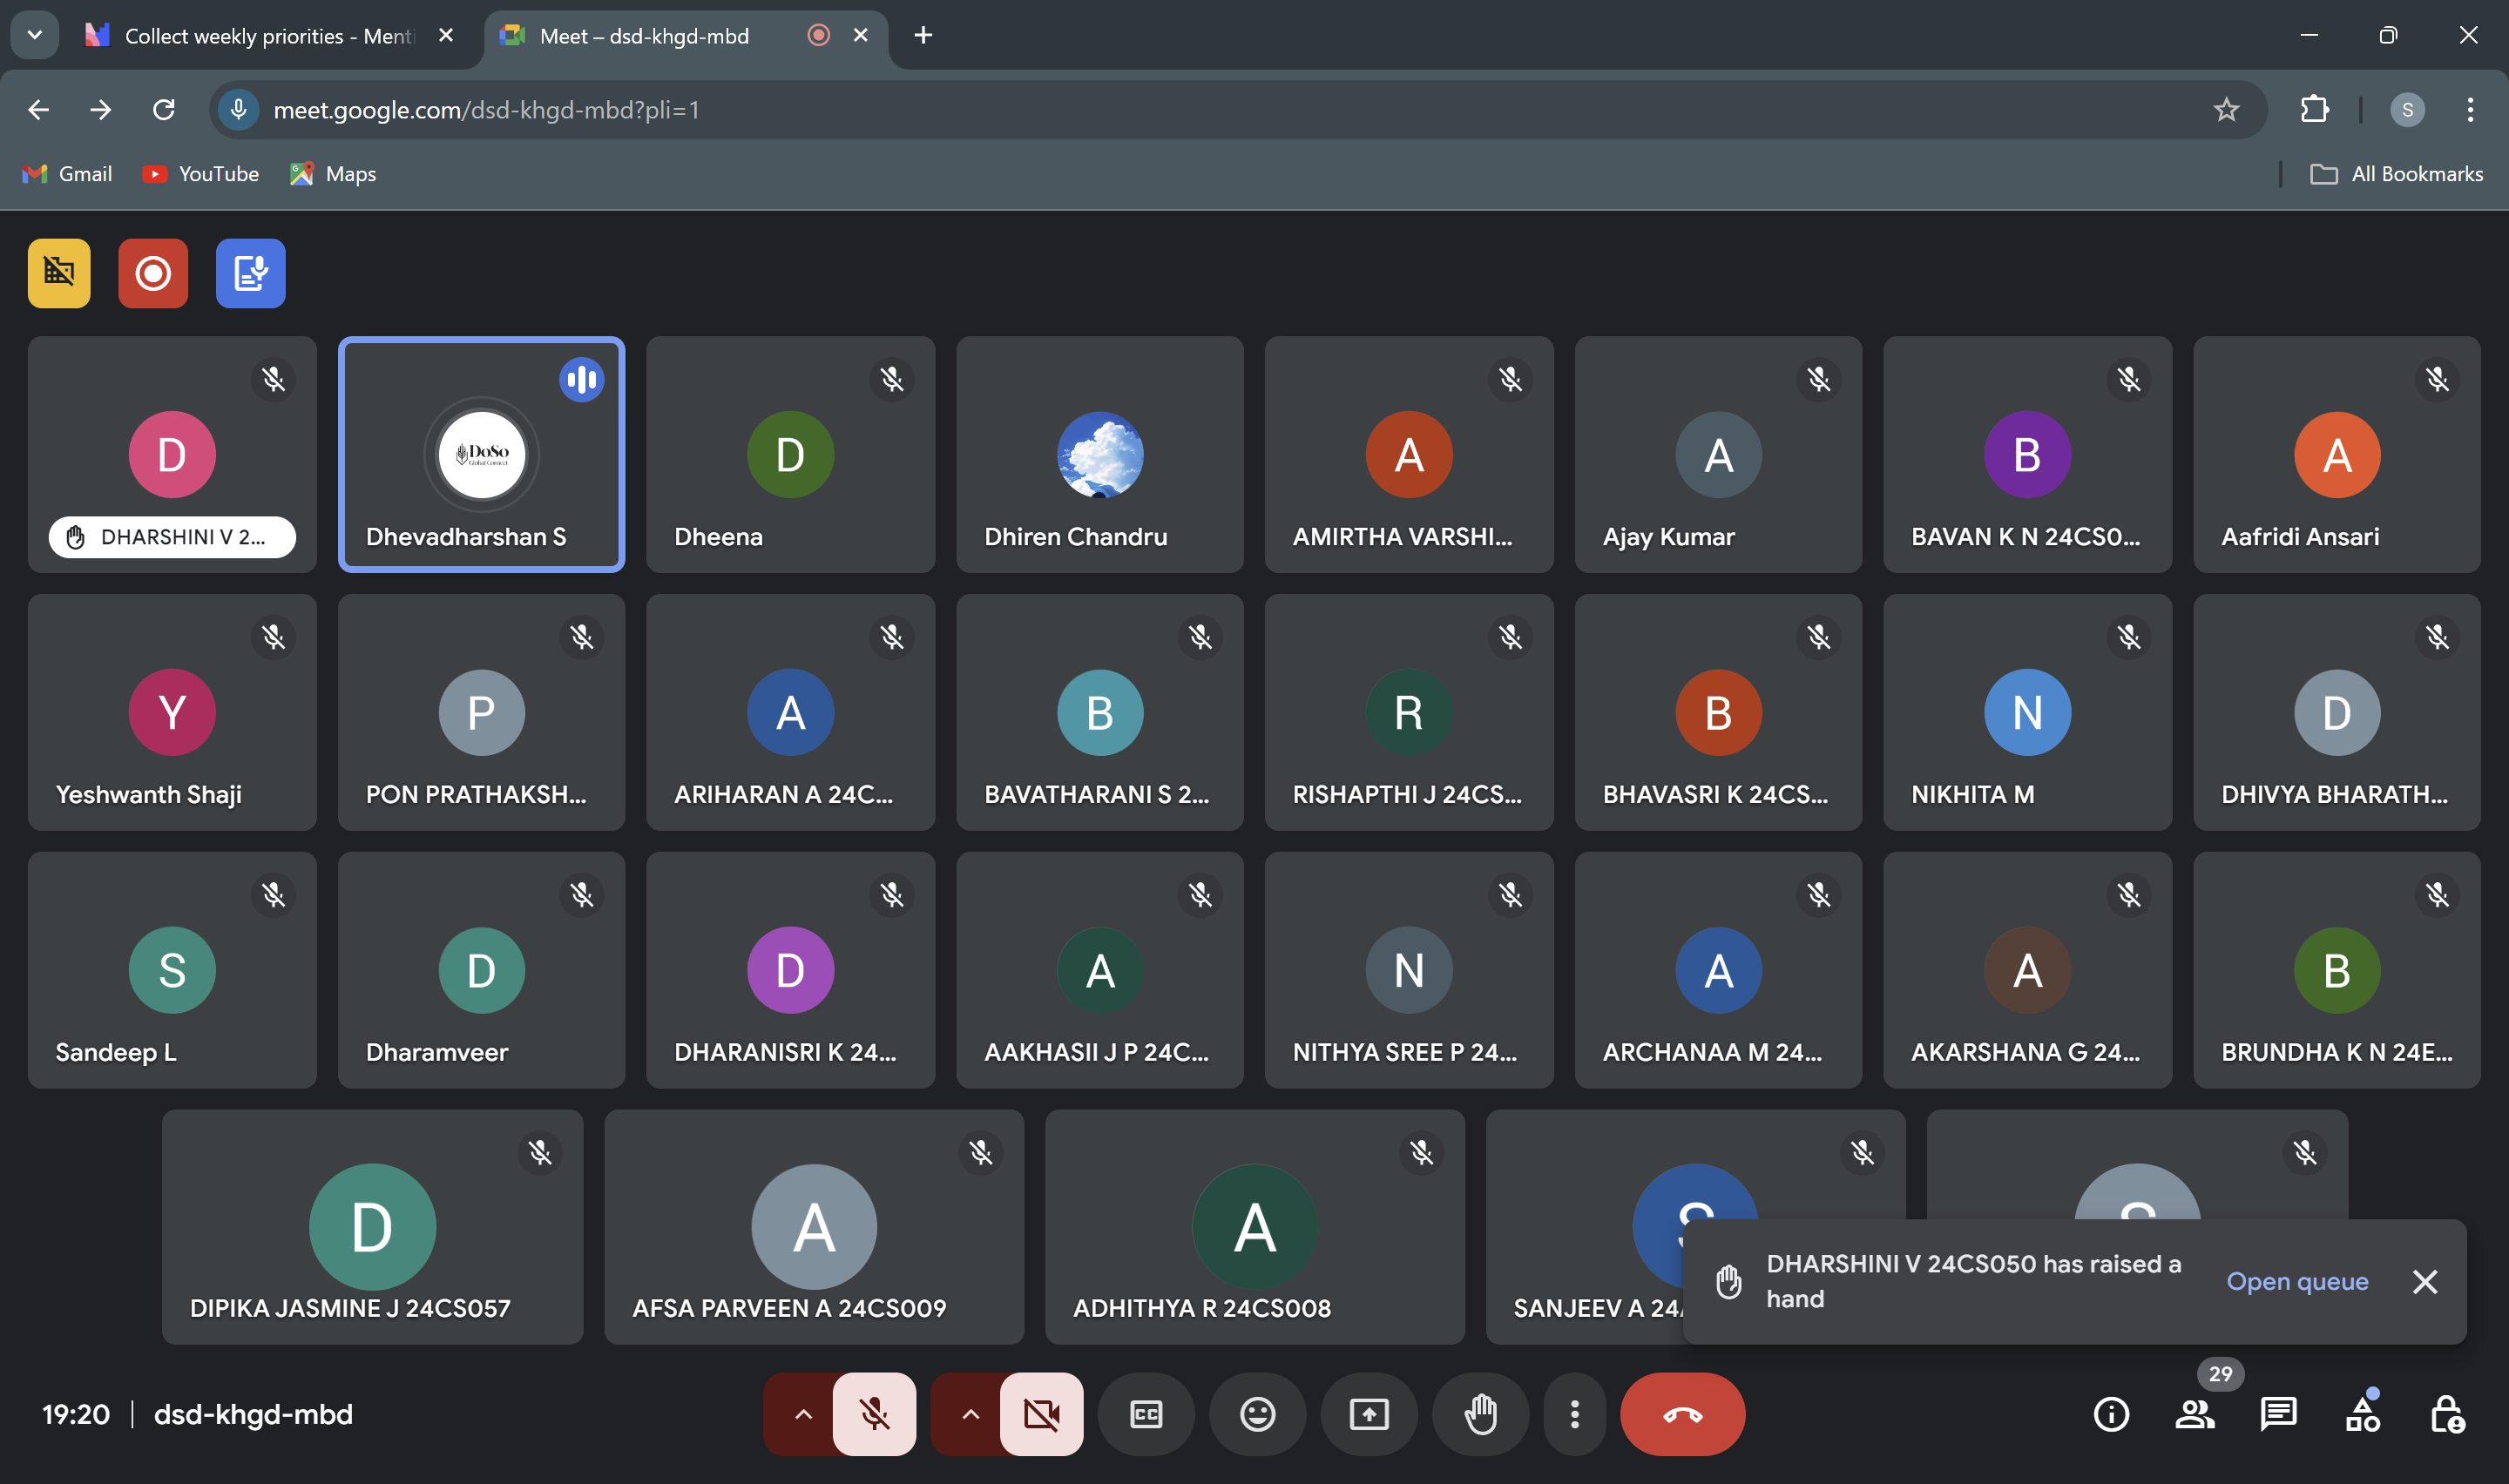 Collect weekly priorities - Menti
Meet – dsd-khgd-mbd
meet.google.com/dsd-khgd-mbd?pli=1
S
Gmail
YouTube
Maps
All Bookmarks
D
DoSo
Global Connect
D
A
A
B
A
DHARSHINI V 2...
Dhevadharshan S
Dheena
Dhiren Chandru
AMIRTHA VARSHI...
Ajay Kumar
BAVAN K N 24CS0...
Aafridi Ansari
Y
P
A
B
R
B
N
D
Yeshwanth Shaji
PON PRATHAKSH...
ARIHARAN A 24C...
BAVATHARANI S 2...
RISHAPTHI J 24CS...
BHAVASRI K 24CS...
NIKHITA M
DHIVYA BHARATH...
S
D
D
A
N
A
A
B
Sandeep L
Dharamveer
DHARANISRI K 24...
AAKHASII J P 24C...
NITHYA SREE P 24...
ARCHANAA M 24...
AKARSHANA G 24...
BRUNDHA K N 24E...
D
A
A
S
S
DIPIKA JASMINE J 24CS057
AFSA PARVEEN A 24CS009
ADHITHYA R 24CS008
SANJEEV A 24
DHARSHINI V 24CS050 has raised a
hand
Open queue
19:20
dsd-khgd-mbd
CC
29